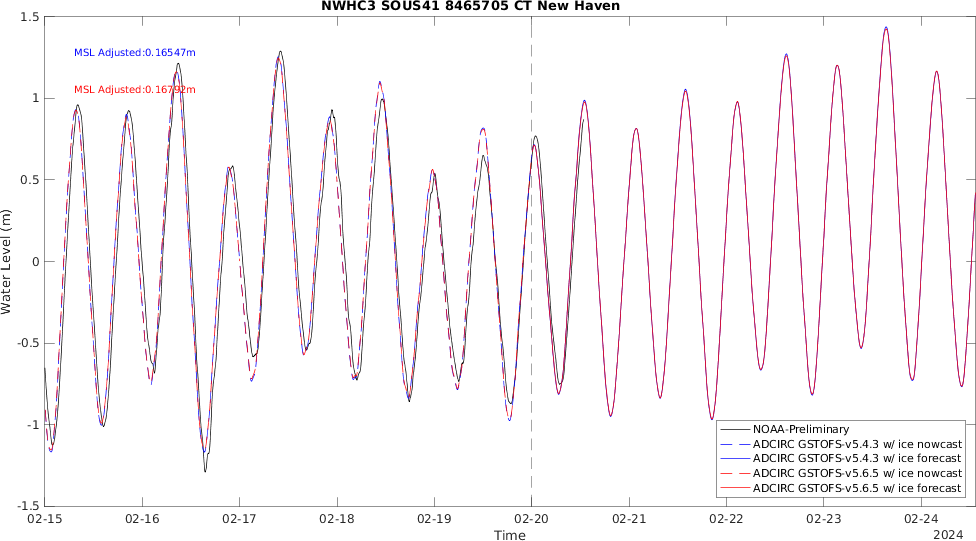 NWHC3 SOUS41 8465705 CT New Haven
1.5
1
0.5
0
-0.5
-1
-1.5
Water Level (m)
MSL Adjusted:0.16547m
MSL Adjusted:0.16792m
NOAA-Preliminary
ADCIRC GSTOFS-v5.4.3 w/ ice nowcast
ADCIRC GSTOFS-v5.4.3 w/ ice forecast
ADCIRC GSTOFS-v5.6.5 w/ ice nowcast
ADCIRC GSTOFS-v5.6.5 w/ ice forecast
02-15 02-16 02-17 02-18 02-19 02-20 02-21 02-22 02-23 02-24
Time
2024